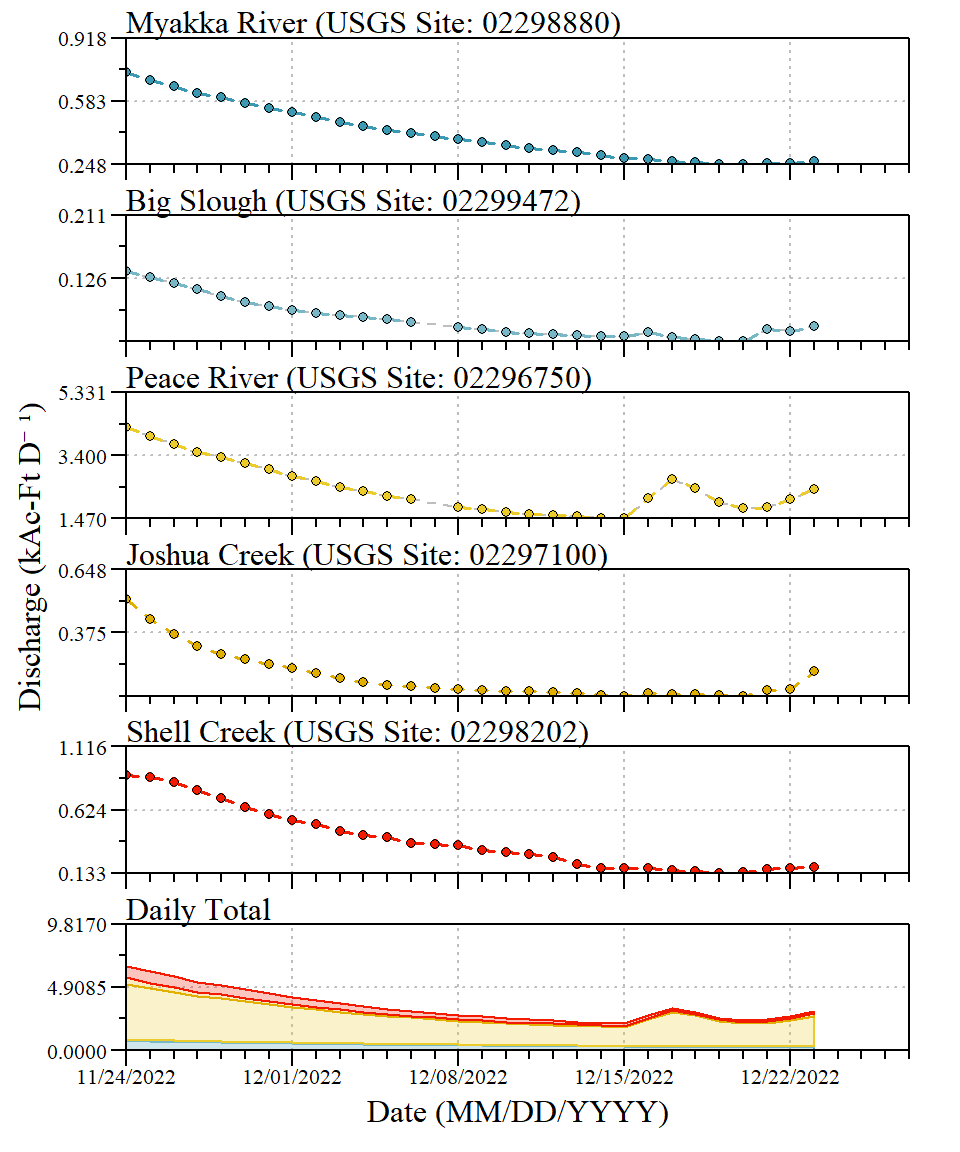 Myakka River (USGS Site: 02298880)
0.918
0.583
0.248
Big Slough (USGS Site: 02299472)
0.211
0.126
Peace River (USGS Site: 02296750)
5.331
3.400
1.470
Joshua Creek (USGS Site: 02297100)
0.648
0.375
Shell Creek (USGS Site: 02298202)
1.116
0.624
0.133
Daily Total
9.8170
4.9085
0.0000
Discharge (kAc-Ft D⁻¹)
11/24/2022 12/01/2022 12/08/2022 12/15/2022 12/22/2022
Date (MM/DD/YYYY)